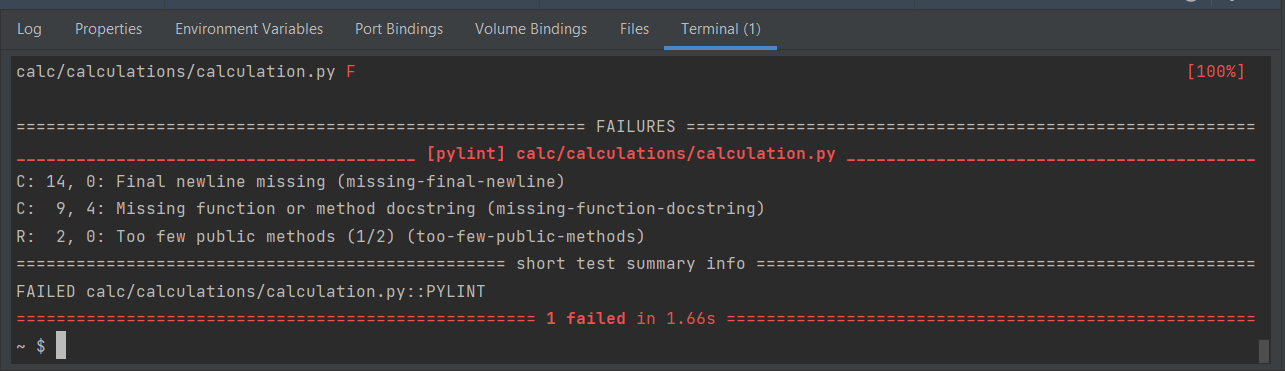 Log Properties Environment Variables Port Bindings Volume Bindings Files Terminal (1)
calc/calculations/calculation.py F [100%]
========================================================= FAILURES =========================================================
________________________________________ [pylint] calc/calculations/calculation.py _________________________________________
C: 14, 0: Final newline missing (missing-final-newline)
C:  9, 4: Missing function or method docstring (missing-function-docstring)
R:  2, 0: Too few public methods (1/2) (too-few-public-methods)
================================================= short test summary info ==================================================
FAILED calc/calculations/calculation.py::PYLINT
==================================================== 1 failed in 1.66s =====================================================
~ $